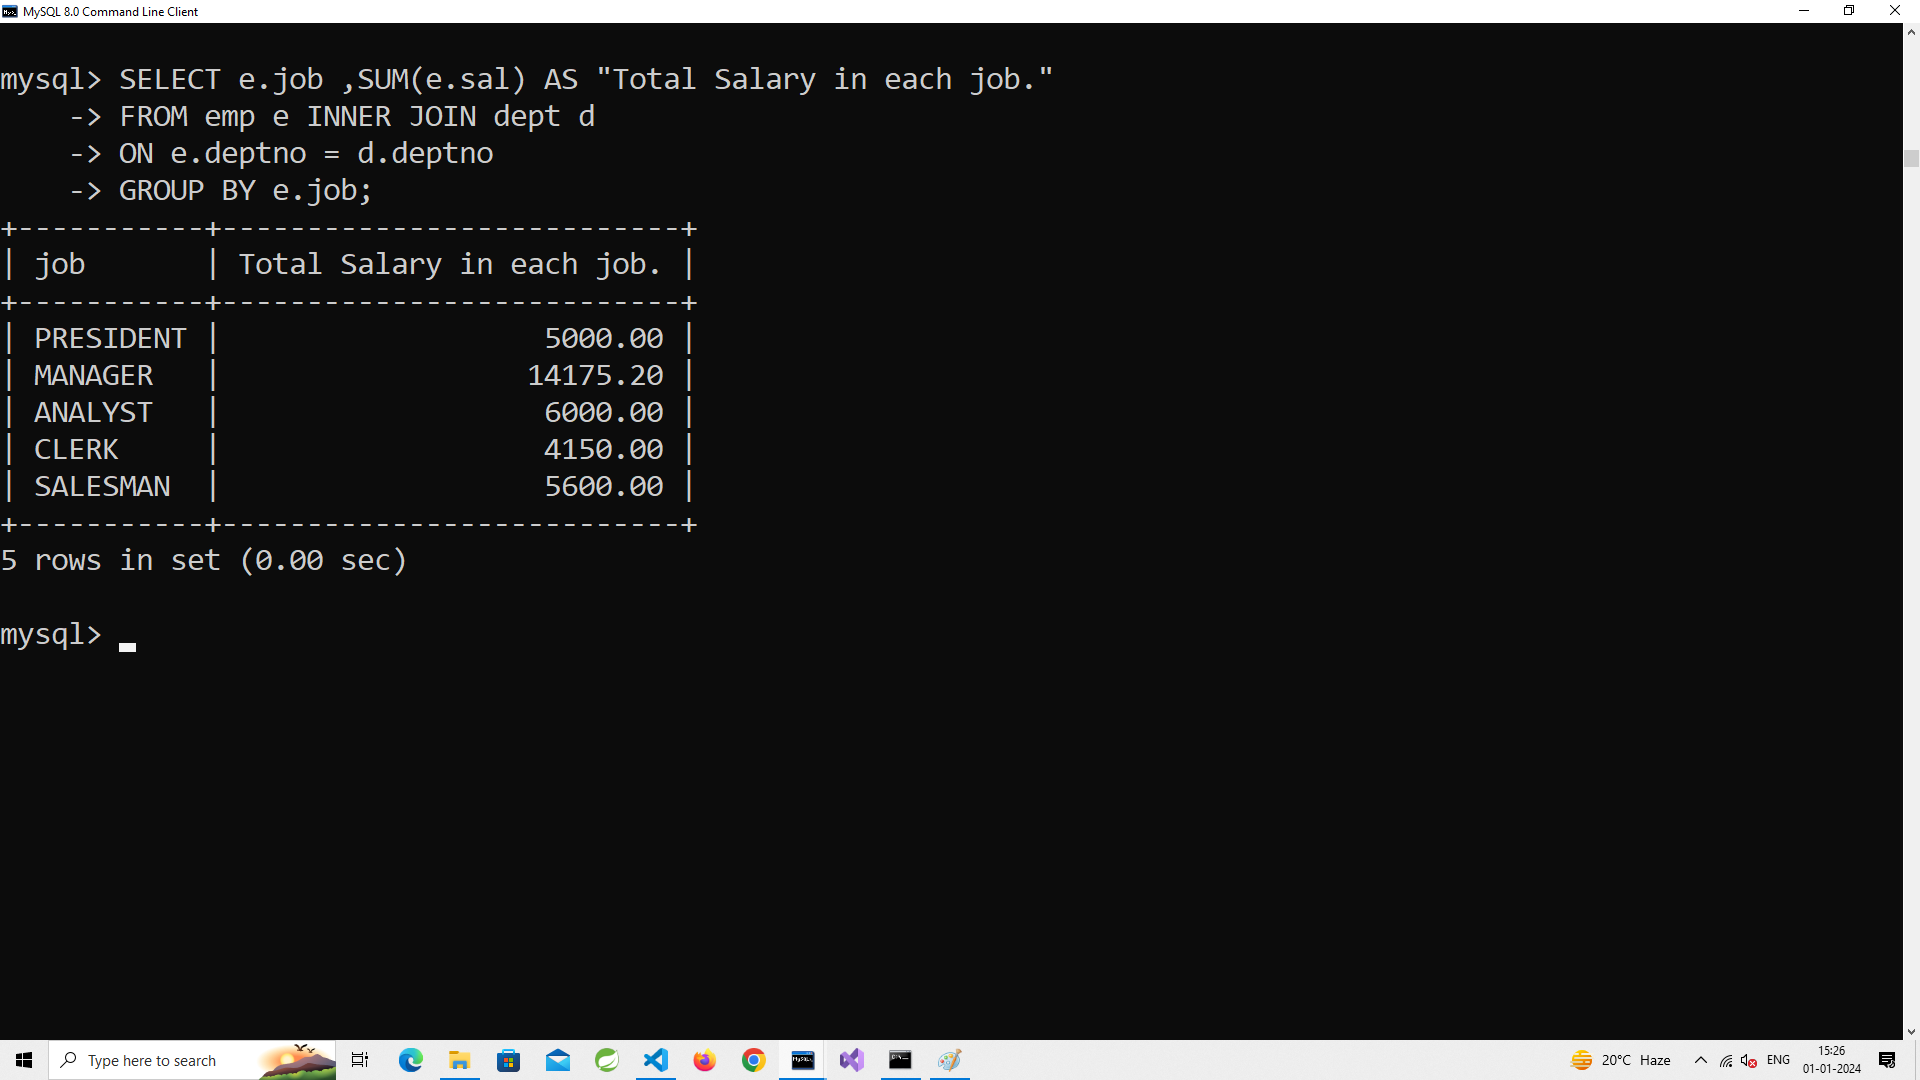 MySQL 8.0 Command Line Client
mysql> SELECT e.job ,SUM(e.sal) AS "Total Salary in each job."
    -> FROM emp e INNER JOIN dept d
    -> ON e.deptno = d.deptno
    -> GROUP BY e.job;
+-----------+---------------------------+
| job       | Total Salary in each job. |
+-----------+---------------------------+
| PRESIDENT |                   5000.00 |
| MANAGER   |                  14175.20 |
| ANALYST   |                   6000.00 |
| CLERK     |                   4150.00 |
| SALESMAN  |                   5600.00 |
+-----------+---------------------------+
5 rows in set (0.00 sec)
mysql>
Type here to search
20°C Haze
ENG
15:26
01-01-2024